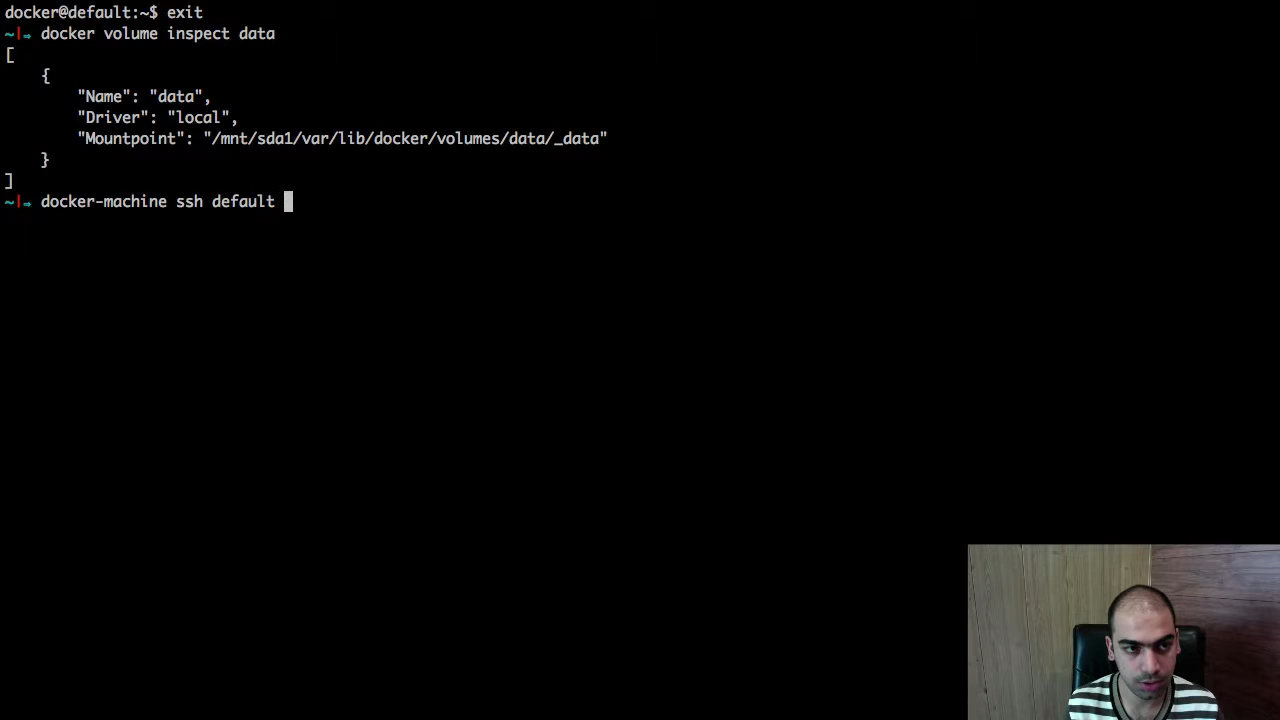 docker@default:~$ exit
~|⇒ docker volume inspect data
[
    {
        "Name": "data",
        "Driver": "local",
        "Mountpoint": "/mnt/sda1/var/lib/docker/volumes/data/_data"
    }
]
~|⇒ docker-machine ssh default